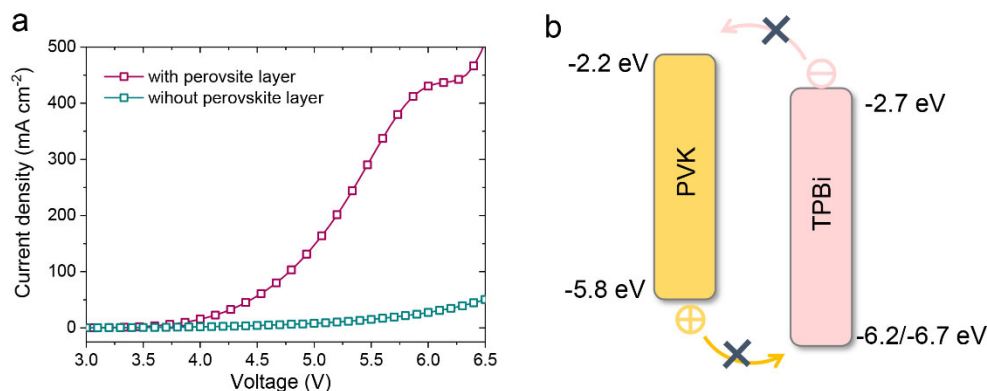 a
500
400
300
200
100
0
Current density (mA cm-2)
with perovsite layer
wihout perovskite layer
3.0 3.5 4.0 4.5 5.0 5.5 6.0 6.5
Voltage (V)
b
-2.2 eV
-2.7 eV
PVK
TPBi
-5.8 eV
-6.2/-6.7 eV